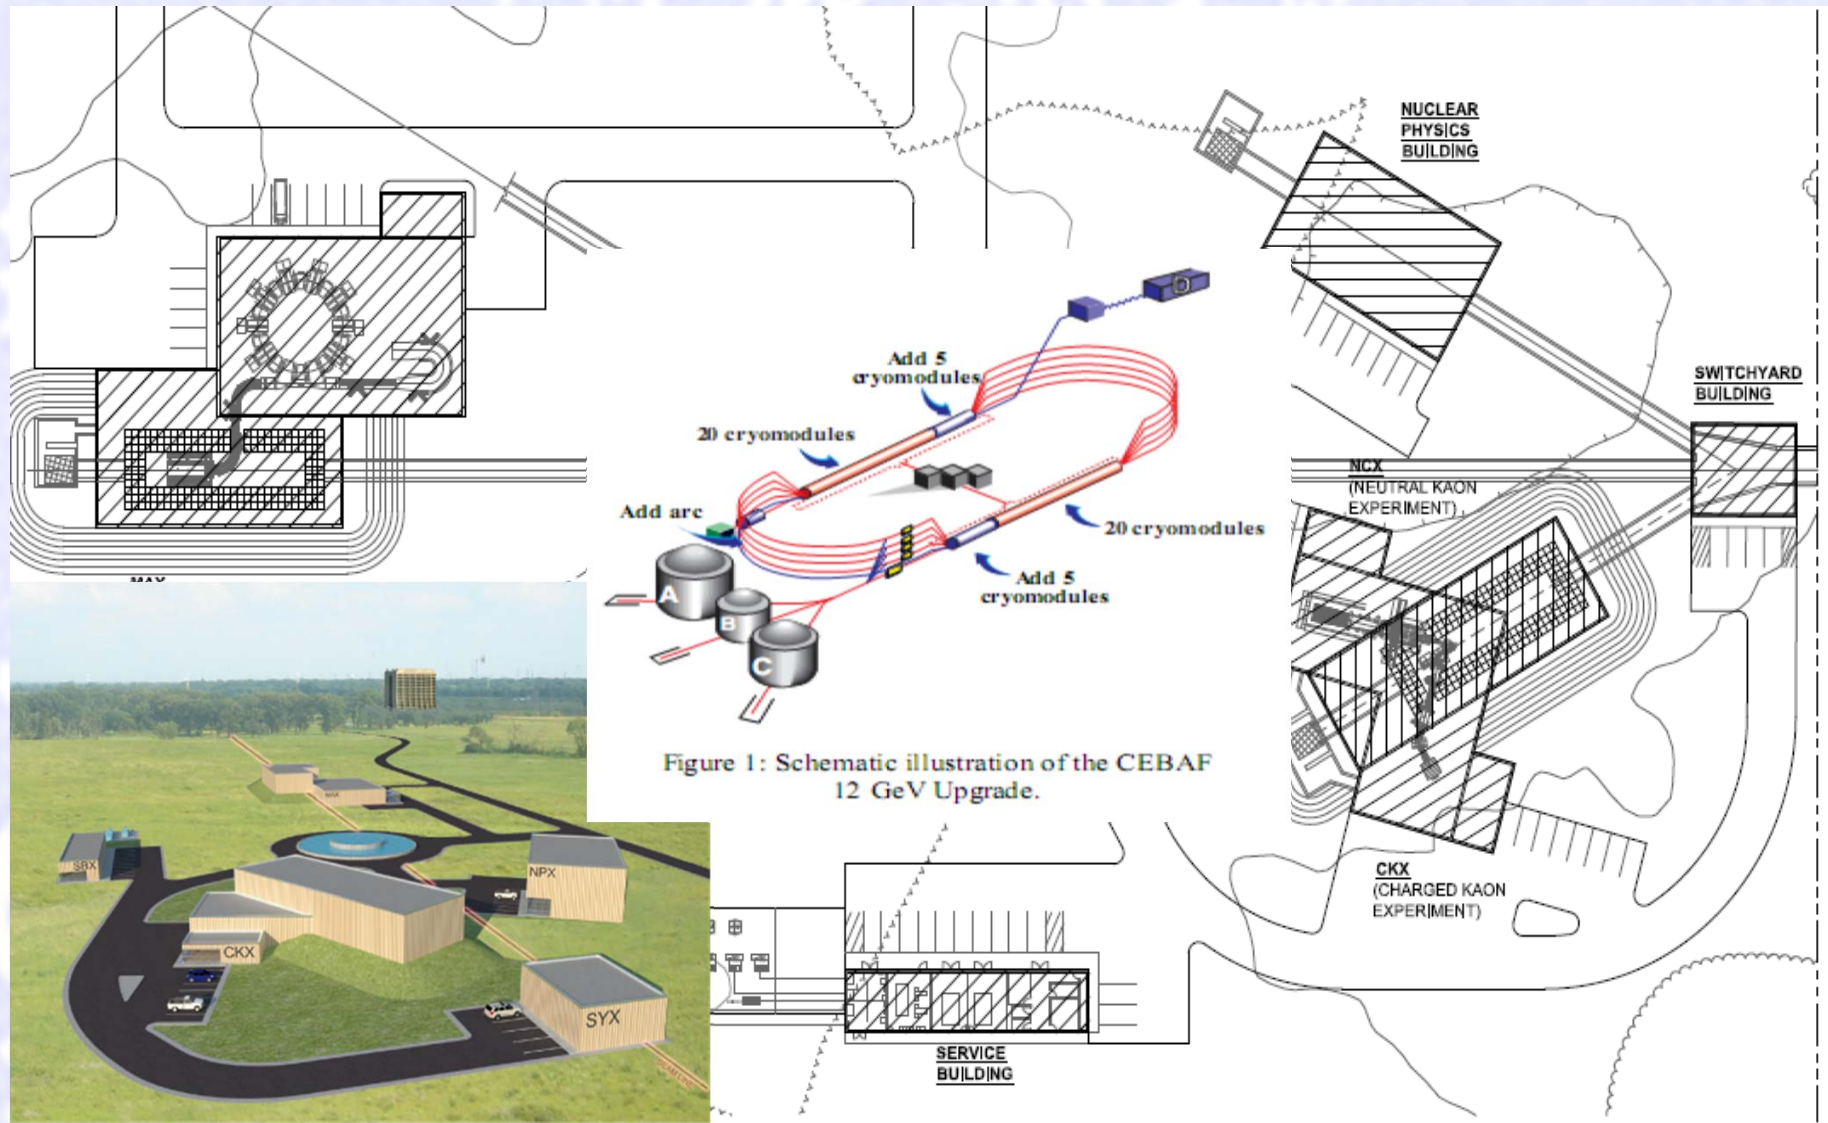 NUCLEAR
PHYSICS
BUILDING
SWITCHYARD
BUILDING
NCX
(NEUTRAL KAON
EXPERIMENT)
CKX
(CHARGED KAON
EXPERIMENT)
D
Add 5
cryomodules
20 cryomodules
Add arc
20 cryomodules
Add 5
cryomodules
A
B
C
Figure 1: Schematic illustration of the CEBAF
12 GeV Upgrade.
MAX
SBX
NPX
CKX
SYX
SERVICE
BUILDING